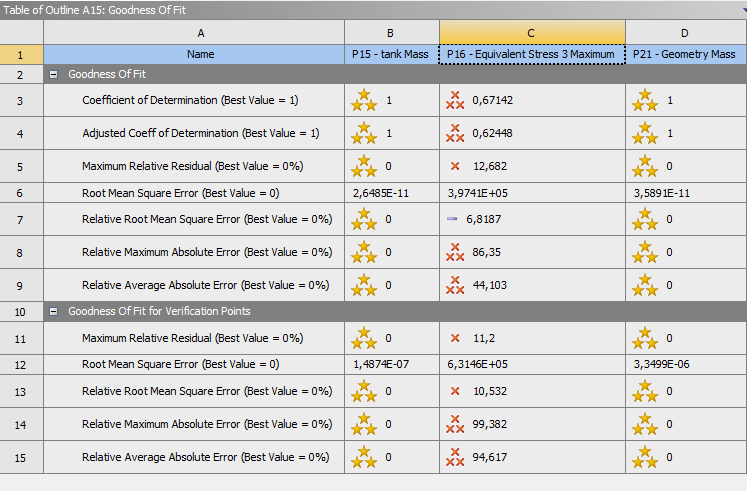 Table of Outline A15: Goodness Of Fit
A B C D
1 Name P15 - tank Mass P16 - Equivalent Stress 3 Maximum P21 - Geometry Mass
2 Goodness Of Fit
3 Coefficient of Determination (Best Value = 1) 1 0,67142 1
4 Adjusted Coeff of Determination (Best Value = 1) 1 0,62448 1
5 Maximum Relative Residual (Best Value = 0%) 0 12,682 0
6 Root Mean Square Error (Best Value = 0) 2,6485E-11 3,9741E+05 3,5891E-11
7 Relative Root Mean Square Error (Best Value = 0%) 0 6,8187 0
8 Relative Maximum Absolute Error (Best Value = 0%) 0 86,35 0
9 Relative Average Absolute Error (Best Value = 0%) 0 44,103 0
10 Goodness Of Fit for Verification Points
11 Maximum Relative Residual (Best Value = 0%) 0 11,2 0
12 Root Mean Square Error (Best Value = 0) 1,4874E-07 6,3146E+05 3,3499E-06
13 Relative Root Mean Square Error (Best Value = 0%) 0 10,532 0
14 Relative Maximum Absolute Error (Best Value = 0%) 0 99,382 0
15 Relative Average Absolute Error (Best Value = 0%) 0 94,617 0